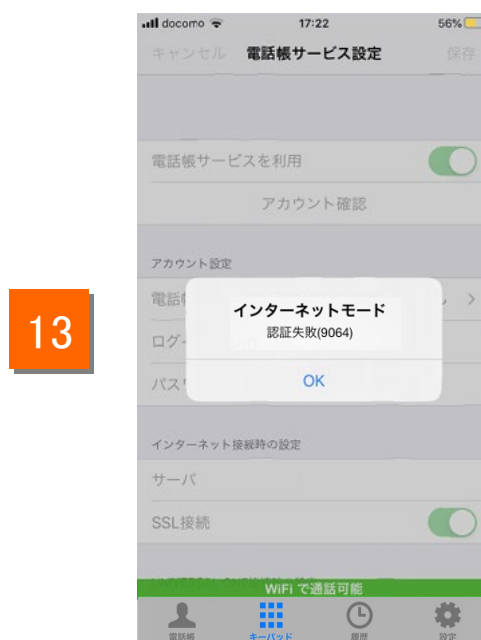 docomo 17:22 56%
キャンセル 電話帳サービス設定 保存
電話帳サービスを利用
アカウント確認
アカウント設定
電話
インターネットモード
認証失敗(9064)
13
ログ
パス
OK
インターネット接続時の設定
サーバ
SSL接続
WiFi で通話可能
電話帳 キーパッド 履歴 設定